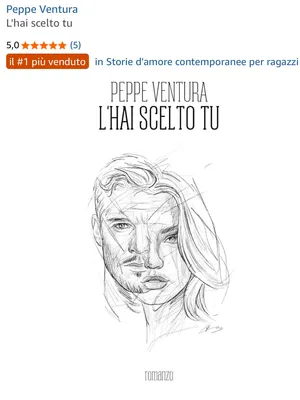 Peppe Ventura
L'hai scelto tu
5,0 (5)
il #1 più venduto in Storie d'amore contemporanee per ragazzi
PEPPE VENTURA
L'HAI SCELTO TU
romanzo